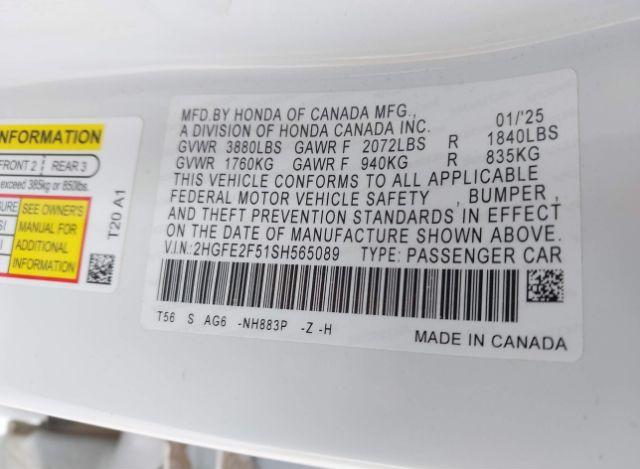 NFORMATION
FRONT 2 REAR 3
exceed 385kg or 850lbs.
SURE
SI
I
SEE OWNER'S
MANUAL FOR
ADDITIONAL
INFORMATION
T20 A1
MFD.BY HONDA OF CANADA MFG., 01/'25
A DIVISION OF HONDA CANADA INC.
GVWR 3880LBS GAWR F 2072LBS R 1840LBS
GVWR 1760KG GAWR F 940KG R 835KG
THIS VEHICLE CONFORMS TO ALL APPLICABLE
FEDERAL MOTOR VEHICLE SAFETY , BUMPER ,
AND THEFT PREVENTION STANDARDS IN EFFECT
ON THE DATE OF MANUFACTURE SHOWN ABOVE.
V.I.N:2HGFE2F51SH565089 TYPE: PASSENGER CAR
T56 S AG6 -NH883P -Z -H
MADE IN CANADA